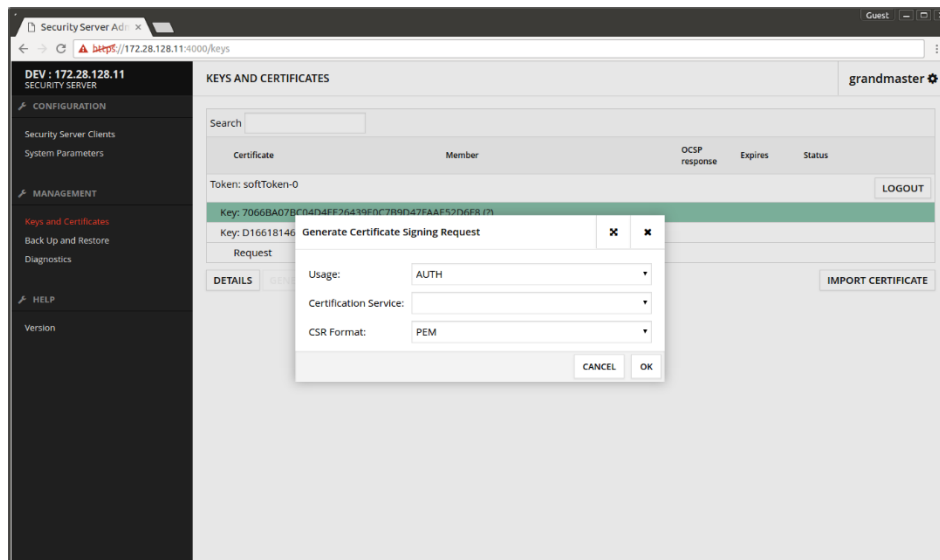 Guest
Security Server Adm
https://172.28.128.11:4000/keys
DEV : 172.28.128.11
SECURITY SERVER
KEYS AND CERTIFICATES
grandmaster
CONFIGURATION
Security Server Clients
System Parameters
MANAGEMENT
Keys and Certificates
Back Up and Restore
Diagnostics
HELP
Version
Search
Certificate Member OCSP response Expires Status
Token: softToken-0
LOGOUT
Key: 7066BA07BC04D4EE26439E0C7B9D47FAAE52D6F8 (?)
Key: D16618146
Request
DETAILS
IMPORT CERTIFICATE
Generate Certificate Signing Request
Usage: AUTH
Certification Service:
CSR Format: PEM
CANCEL OK